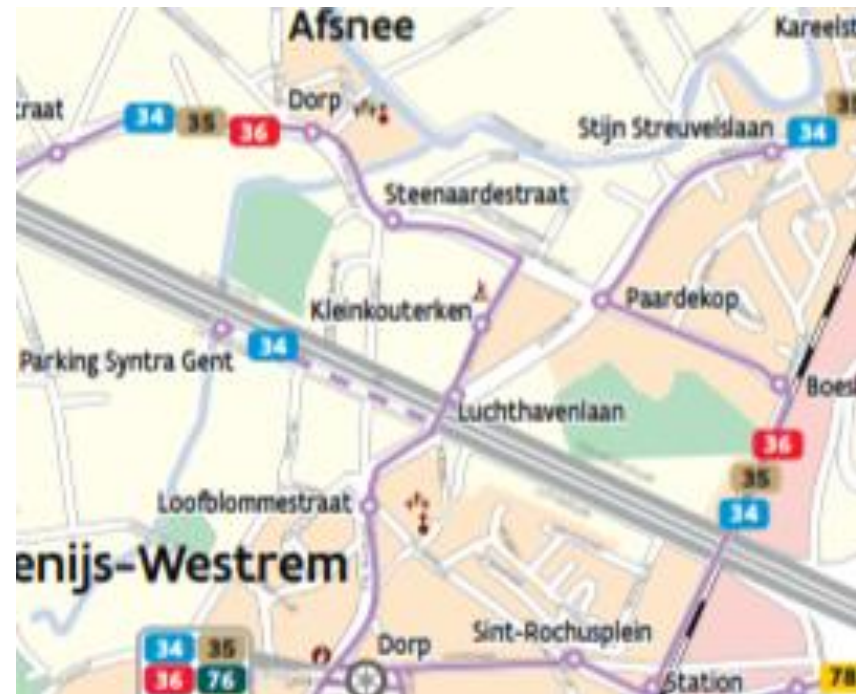 Afsnee
Kareelst
traat
34 35 36
Dorp
35
Stijn Streuvelslaan
34
Steenaardestraat
Kleinkouterken
Paardekop
34
Parking Syntra Gent
Boes
Luchthavenlaan
36
35
34
Loofblommestraat
enijs-Westrem
34 35
36 76
Dorp
Sint-Rochusplein
Station
78